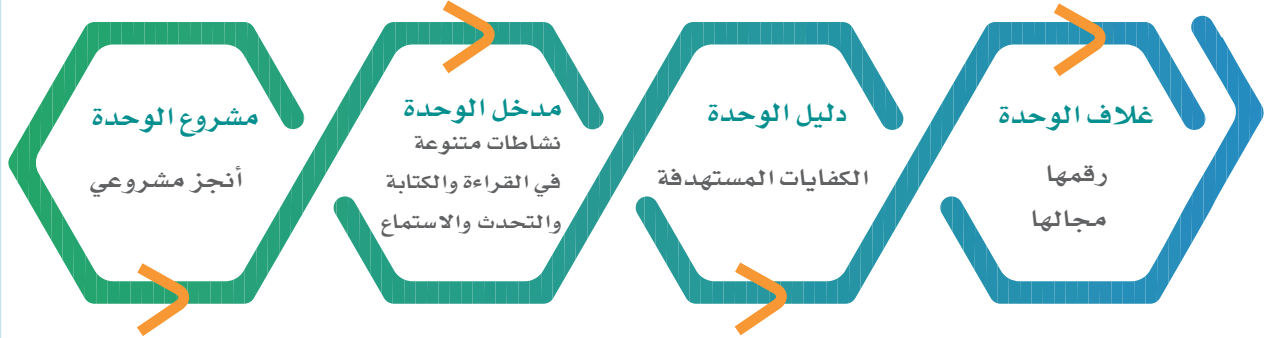 غلاف الوحدة
رقمها
مجالها
دليل الوحدة
الكفايات المستهدفة
مدخل الوحدة
نشاطات متنوعة
في القراءة والكتابة
والتحدث والاستماع
مشروع الوحدة
أنجز مشروعي